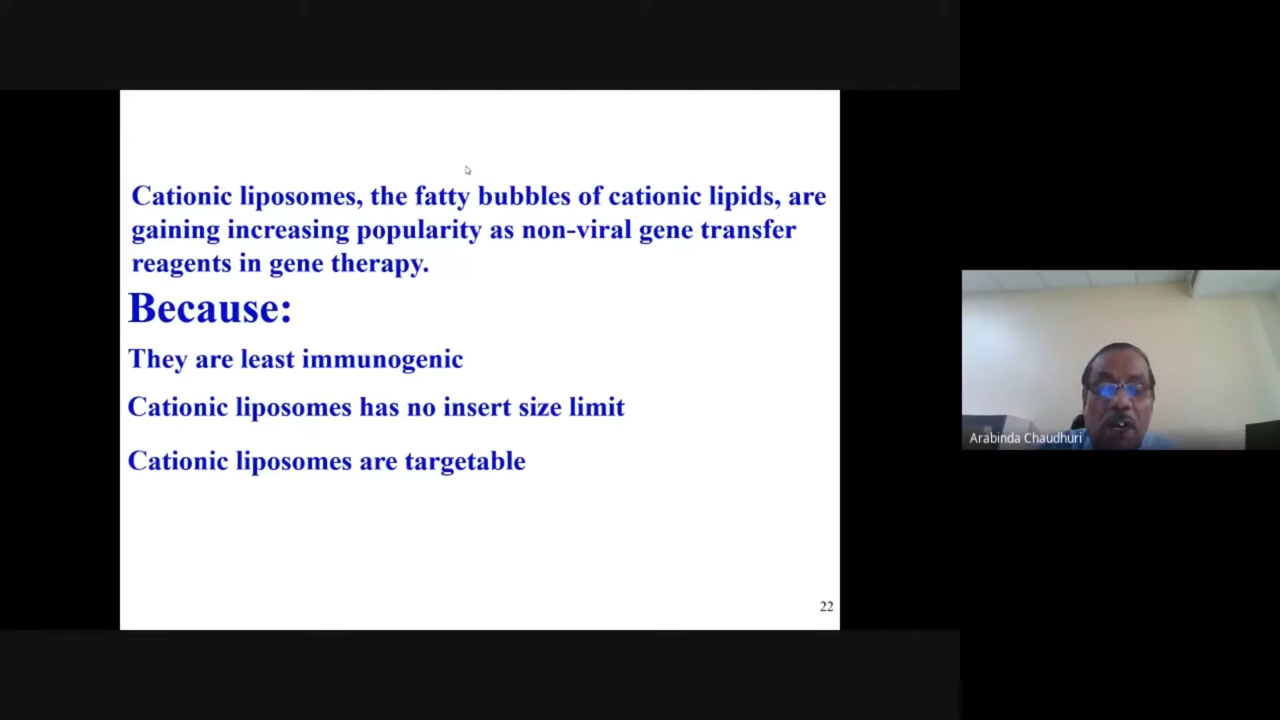 Cationic liposomes, the fatty bubbles of cationic lipids, are
gaining increasing popularity as non-viral gene transfer
reagents in gene therapy.
Because:
They are least immunogenic
Cationic liposomes has no insert size limit
Cationic liposomes are targetable
22
Arabinda Chaudhuri